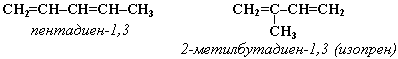 CH₂=CH–CH=CH–CH₃
пентадиен-1,3
CH₂=C–CH=CH₂
CH₃
2-метилбутадиен-1,3 (изопрен)